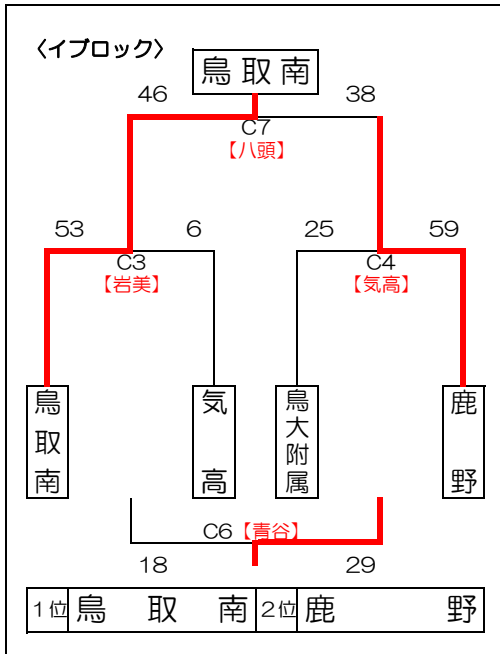 〈イブロック〉
鳥取南
46 38
C7
【八頭】
53 6 25 59
C3 C4
【岩美】 【気高】
鳥取南 気高 鳥大附属 鹿野
C6【青谷】
18 29
1位 鳥取南 2位 鹿野